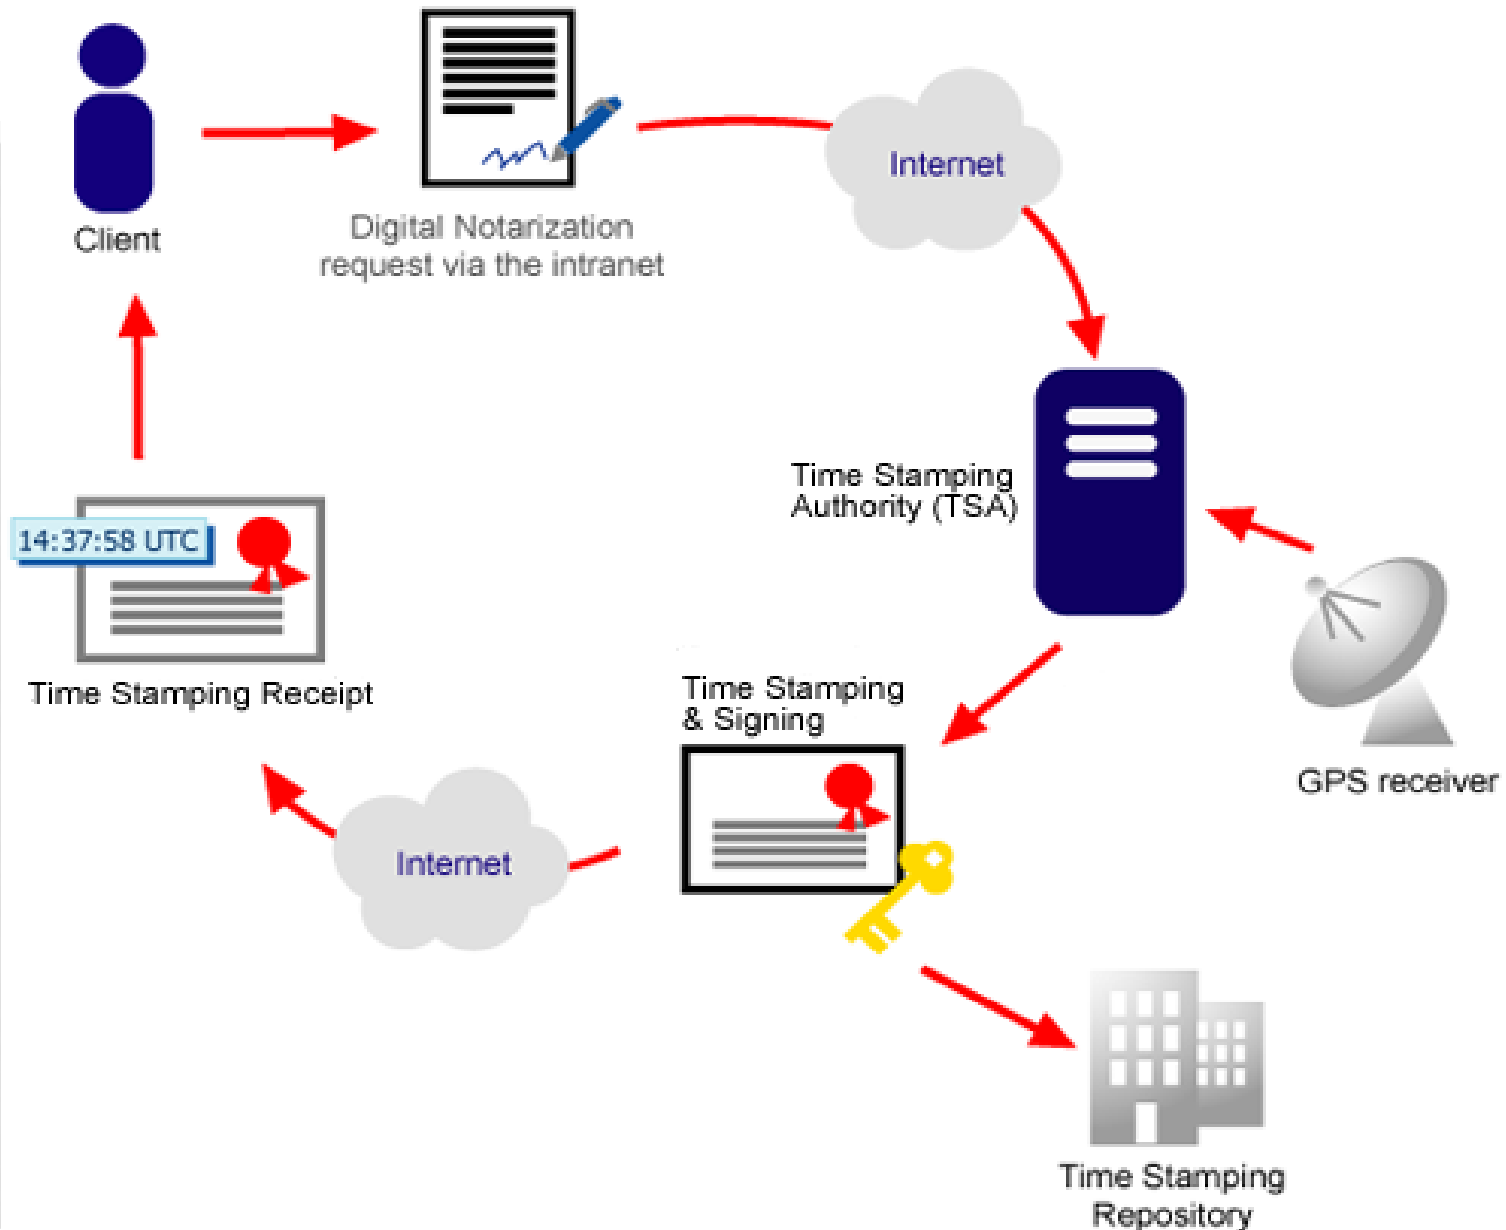 Client
Digital Notarization
request via the intranet
Internet
Time Stamping
Authority (TSA)
GPS receiver
14:37:58 UTC
Time Stamping Receipt
Time Stamping
& Signing
Internet
Time Stamping
Repository